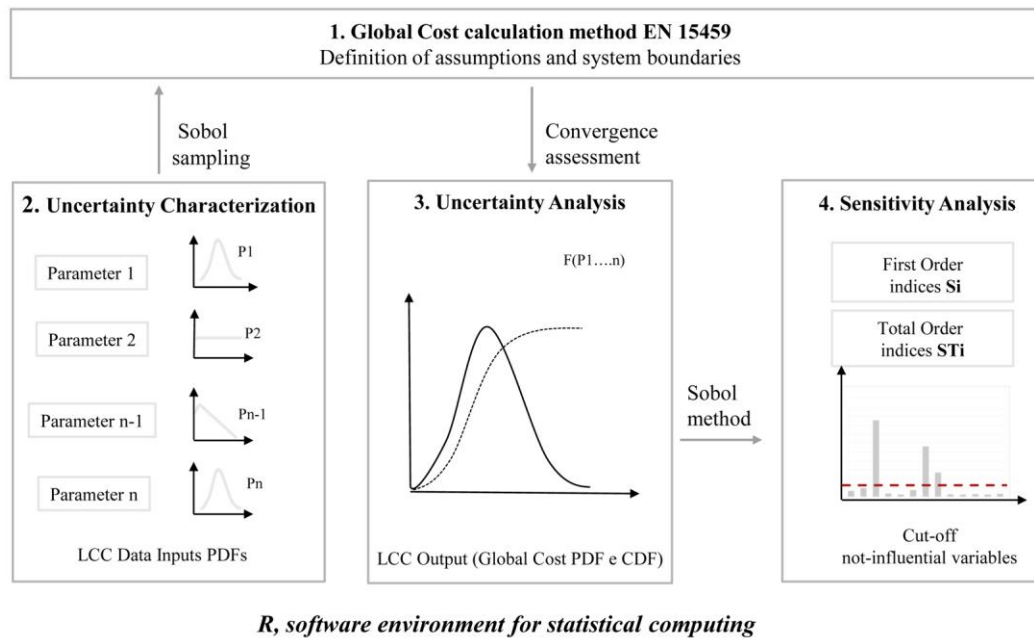 1. Global Cost calculation method EN 15459
Definition of assumptions and system boundaries
Sobol
sampling
Convergence
assessment
2. Uncertainty Characterization
Parameter 1
P1
Parameter 2
P2
Parameter n-1
Pn-1
Parameter n
Pn
LCC Data Inputs PDFs
3. Uncertainty Analysis
F(P1....n)
LCC Output (Global Cost PDF e CDF)
Sobol
method
4. Sensitivity Analysis
First Order
indices Si
Total Order
indices STi
Cut-off
not-influential variables
R, software environment for statistical computing